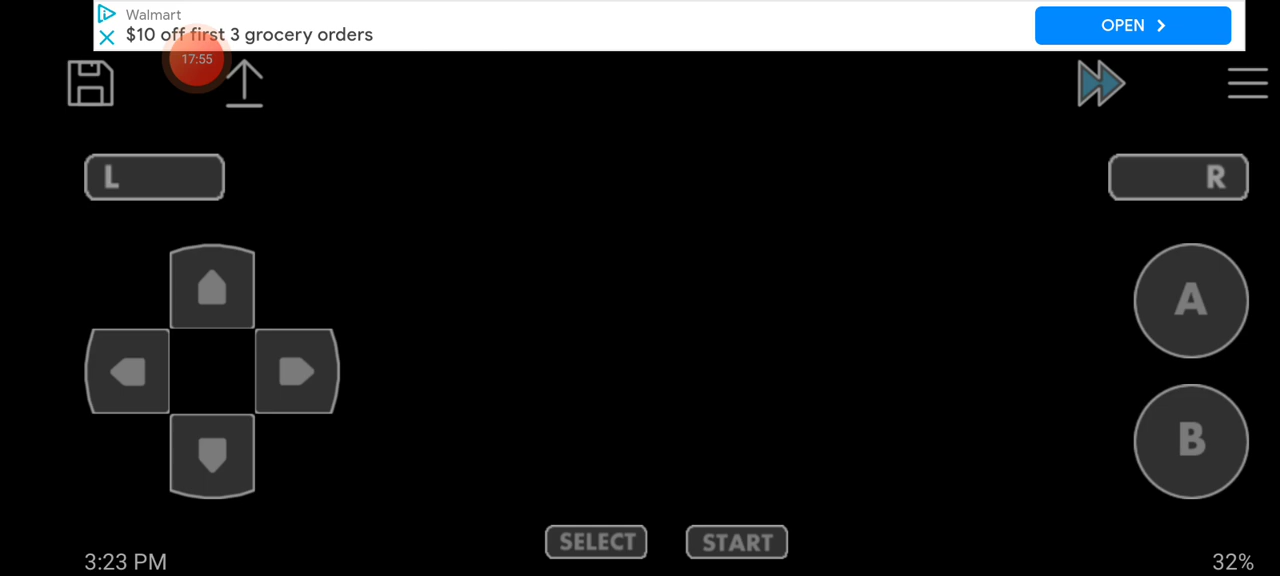 Walmart
$10 off first 3 grocery orders
OPEN
17:55
L
R
A
B
SELECT
START
3:23 PM
32%